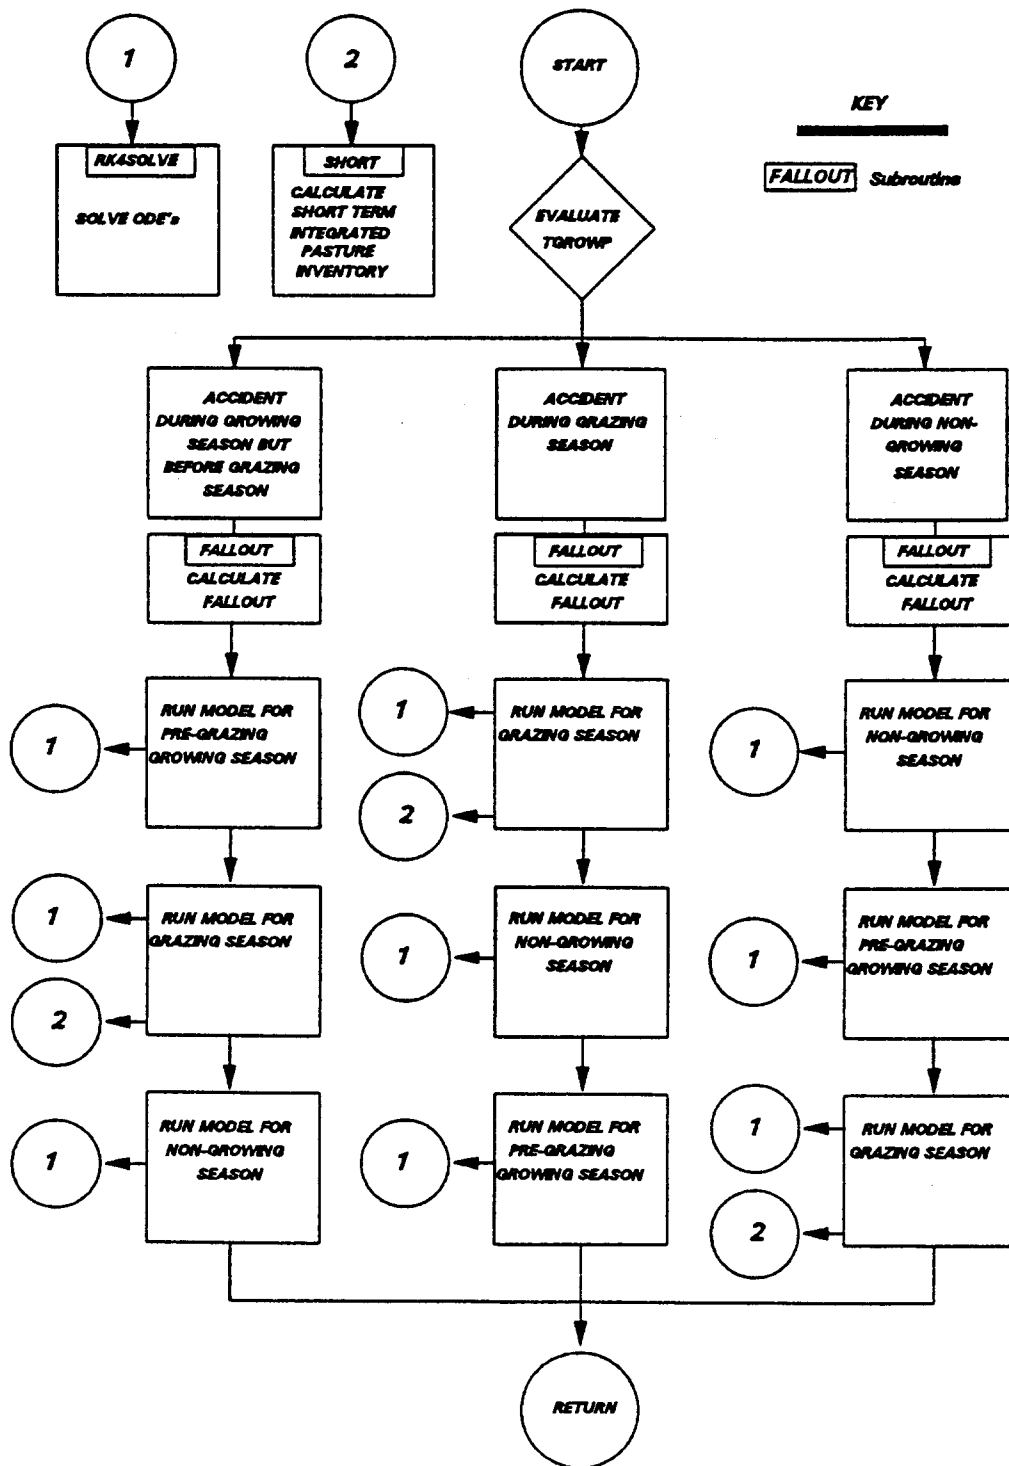 1
2
START
KEY
RK4SOLVE
SOLVE ODE's
SHORT
CALCULATE
SHORT TERM
INTEGRATED
PASTURE
INVENTORY
FALLOUT Subroutine
EVALUATE
TGROWP
ACCIDENT
DURING GROWING
SEASON BUT
BEFORE GRAZING
SEASON
ACCIDENT
DURING GRAZING
SEASON
ACCIDENT
DURING NON-
GROWING
SEASON
FALLOUT
CALCULATE
FALLOUT
FALLOUT
CALCULATE
FALLOUT
FALLOUT
CALCULATE
FALLOUT
1
RUN MODEL FOR
PRE-GRAZING
GROWING SEASON
1
2
RUN MODEL FOR
GRAZING SEASON
1
RUN MODEL FOR
NON-GROWING
SEASON
1
2
RUN MODEL FOR
GRAZING SEASON
1
RUN MODEL FOR
NON-GROWING
SEASON
1
RUN MODEL FOR
PRE-GRAZING
GROWING SEASON
1
RUN MODEL FOR
NON-GROWING
SEASON
1
RUN MODEL FOR
PRE-GRAZING
GROWING SEASON
1
2
RUN MODEL FOR
GRAZING SEASON
RETURN